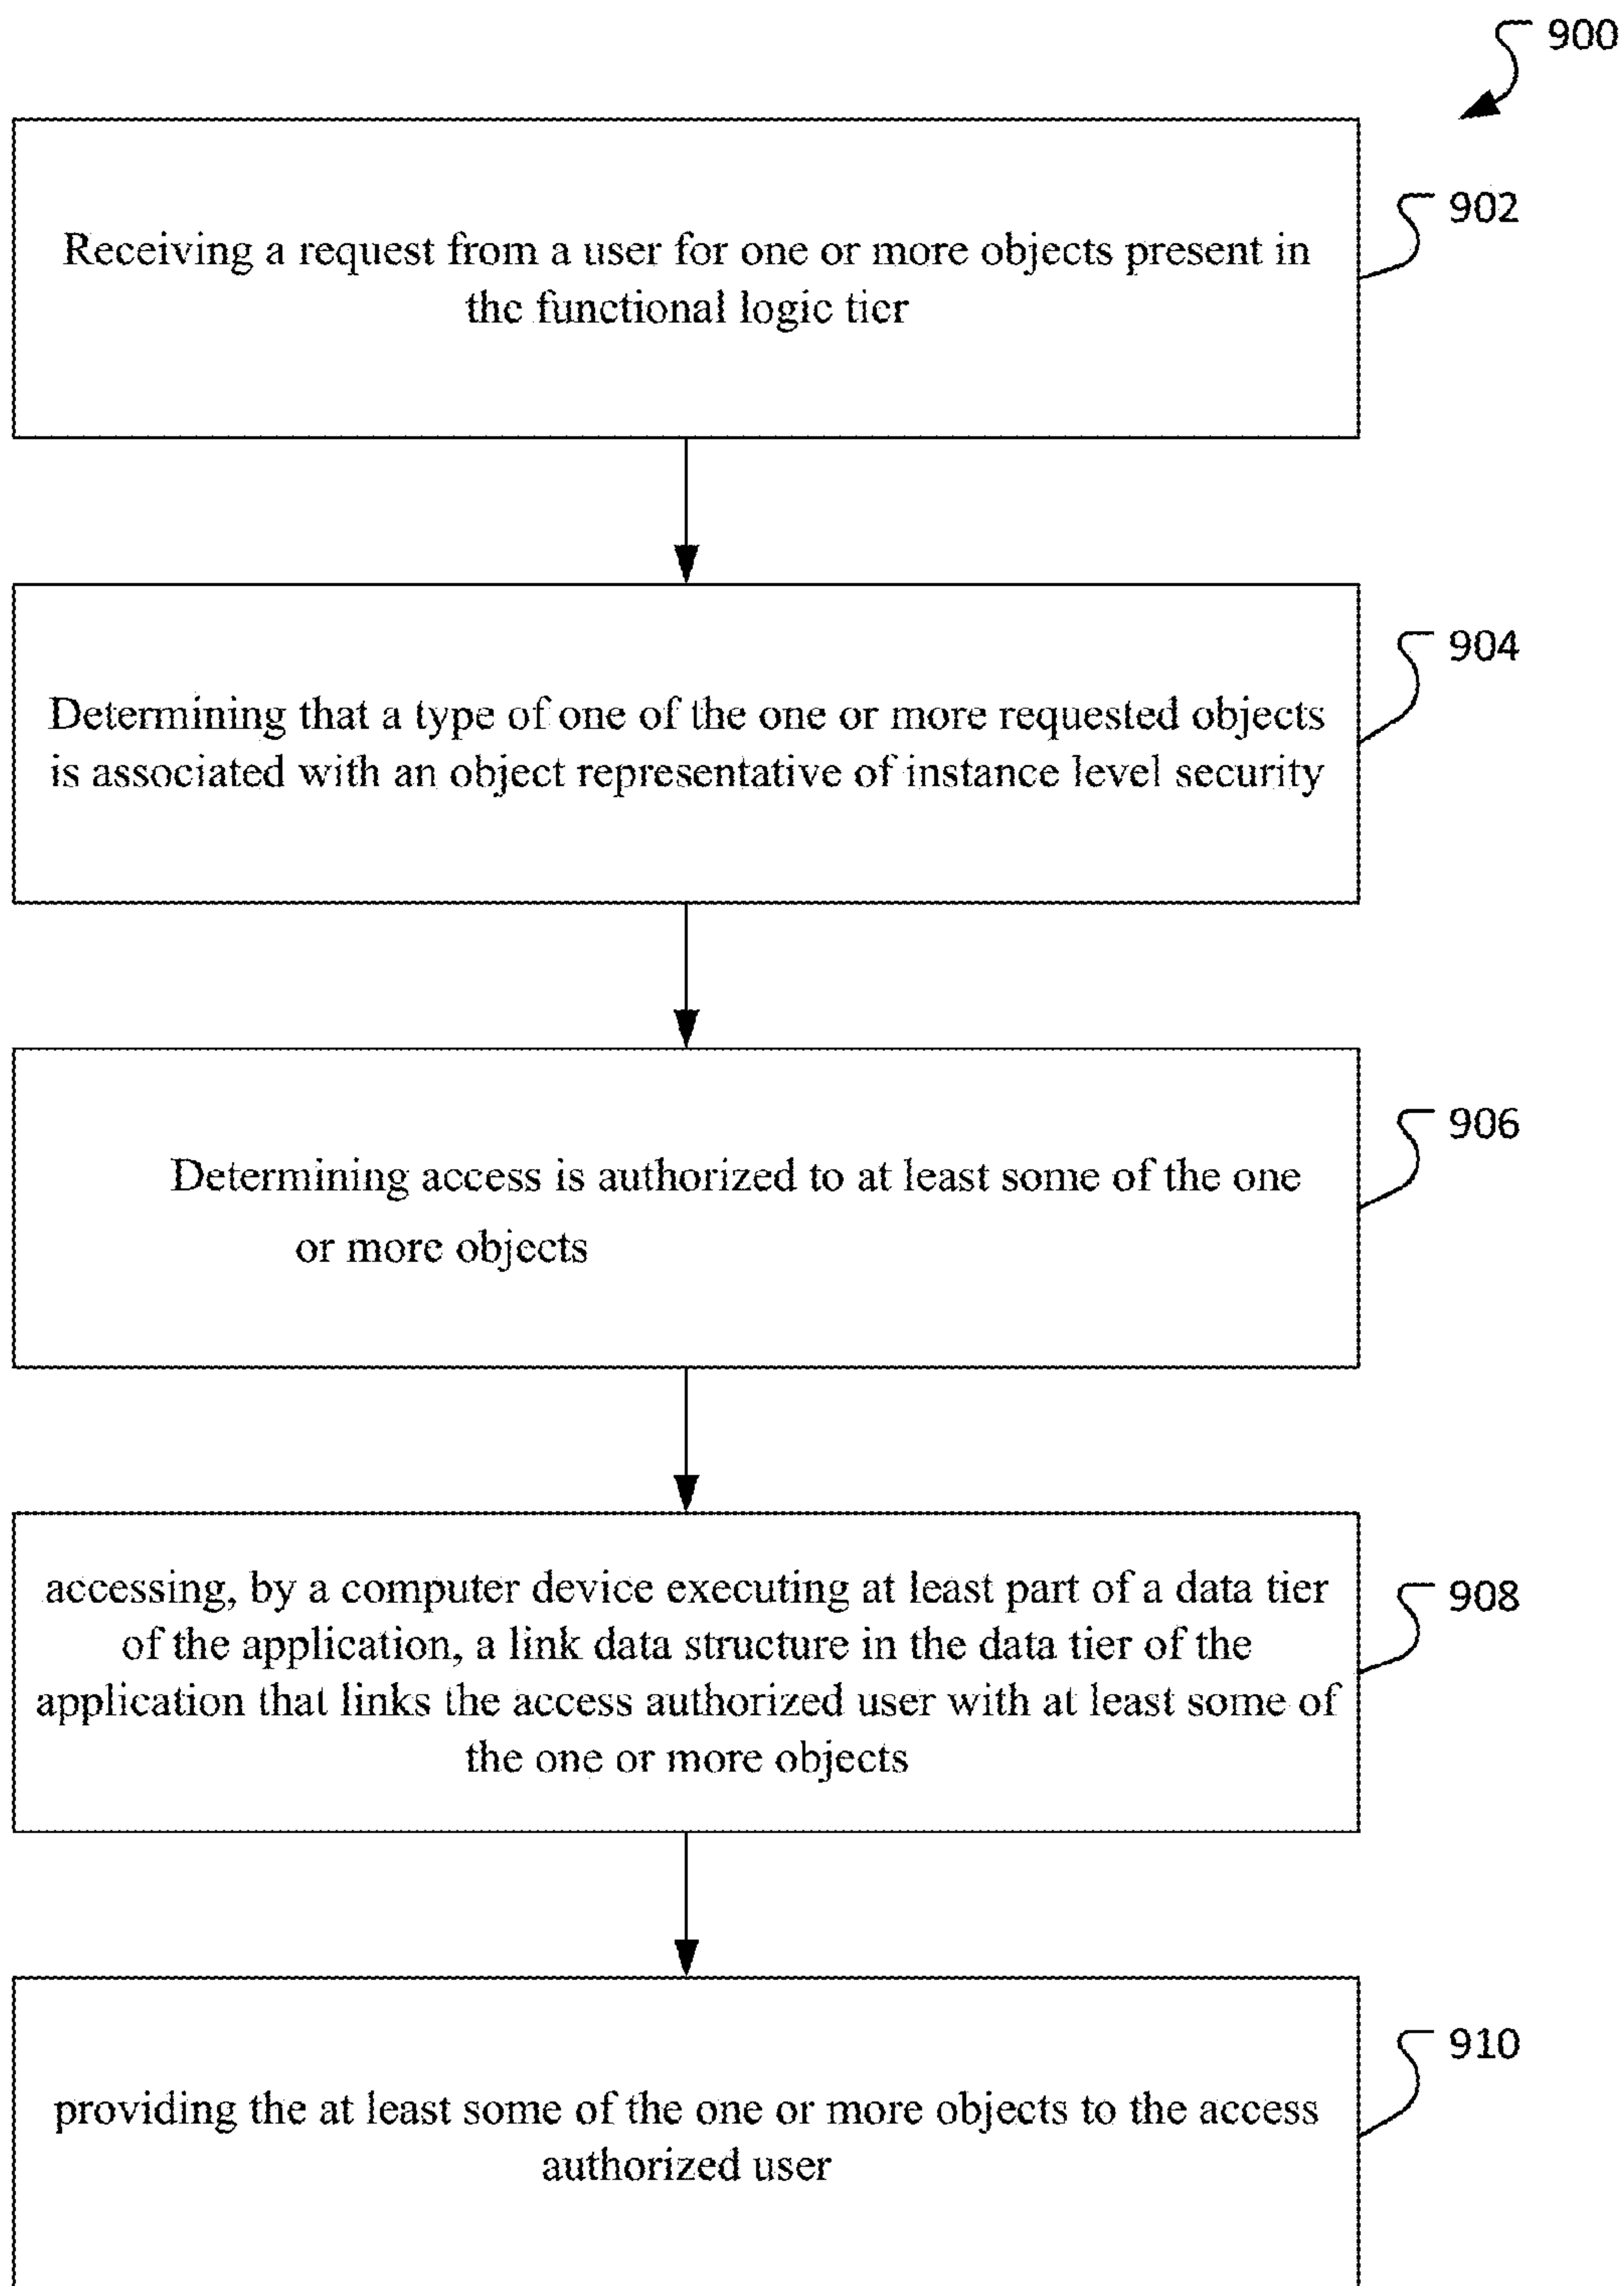 900
Receiving a request from a user for one or more objects present in
the functional logic tier
902
Determining that a type of one of the one or more requested objects
is associated with an object representative of instance level security
904
Determining access is authorized to at least some of the one
or more objects
906
accessing, by a computer device executing at least part of a data tier
of the application, a link data structure in the data tier of the
application that links the access authorized user with at least some of
the one or more objects
908
providing the at least some of the one or more objects to the access
authorized user
910